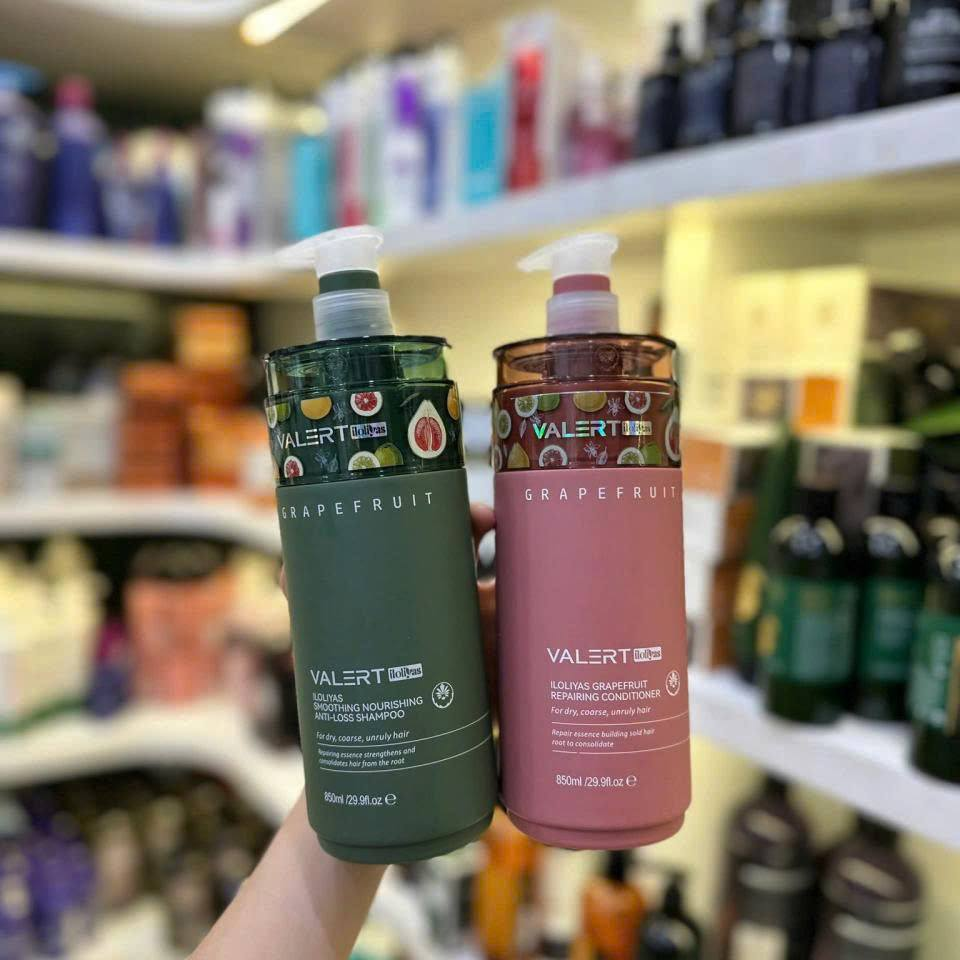 VALERT iloliyas
GRAPEFRUIT
VALERT iloliyas
ILOLIYAS
SMOOTHING NOURISHING
ANTI-LOSS SHAMPOO
For dry, coarse, unruly hair
Repairing essence strengthens and
consolidates hair from the root
850ml /29.9fl.oz ℮
VALERT iloliyas
GRAPEFRUIT
VALERT iloliyas
ILOLIYAS GRAPEFRUIT
REPAIRING CONDITIONER
For dry, coarse, unruly hair
Repair essence building sold hair
root to consolidate
850ml /29.9fl.oz ℮